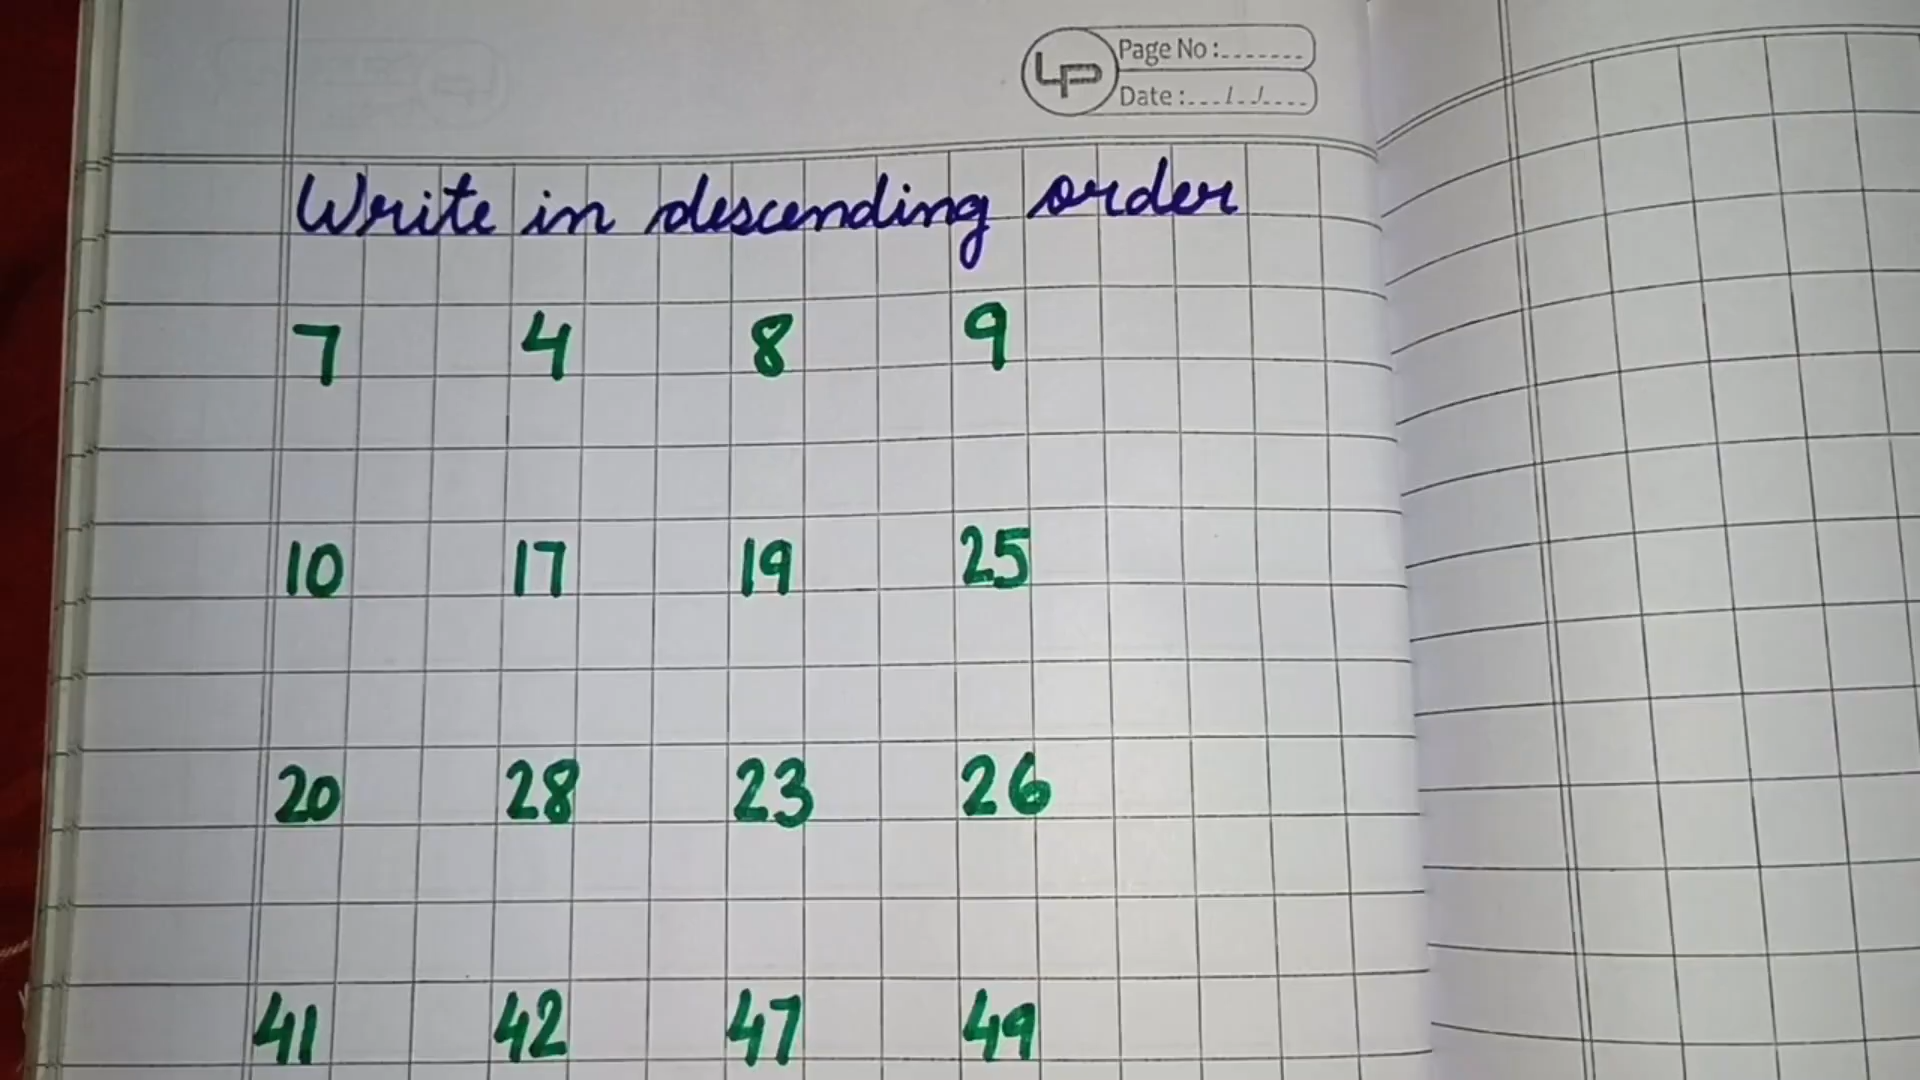 LP
Page No :.......
Date :..../../....
Write in descending order
7 4 8 9
10 17 19 25
20 28 23 26
41 42 47 49